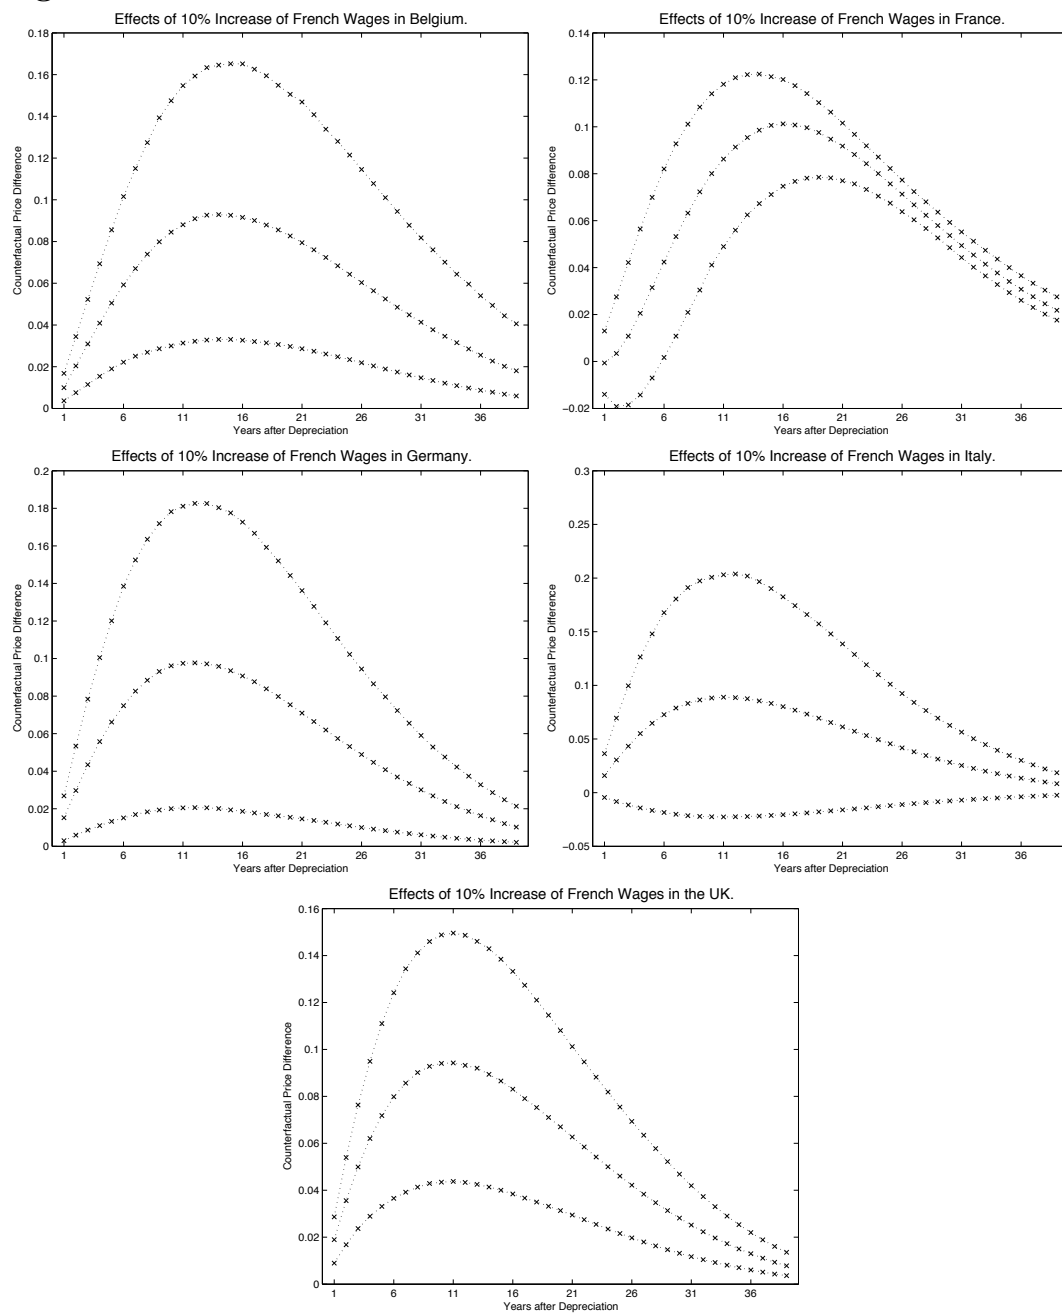 Effects of 10% Increase of French Wages in Belgium.
0.18
0.16
0.14
0.12
0.1
0.08
0.06
0.04
0.02
0
Counterfactual Price Difference
1 6 11 16 21 26 31 36
Years after Depreciation
Effects of 10% Increase of French Wages in France.
0.14
0.12
0.1
0.08
0.06
0.04
0.02
0
−0.02
Counterfactual Price Difference
1 6 11 16 21 26 31 36
Years after Depreciation
Effects of 10% Increase of French Wages in Germany.
0.2
0.18
0.16
0.14
0.12
0.1
0.08
0.06
0.04
0.02
0
Counterfactual Price Difference
1 6 11 16 21 26 31 36
Years after Depreciation
Effects of 10% Increase of French Wages in Italy.
0.3
0.25
0.2
0.15
0.1
0.05
0
−0.05
Counterfactual Price Difference
1 6 11 16 21 26 31 36
Years after Depreciation
Effects of 10% Increase of French Wages in the UK.
0.16
0.14
0.12
0.1
0.08
0.06
0.04
0.02
0
Counterfactual Price Difference
1 6 11 16 21 26 31 36
Years after Depreciation